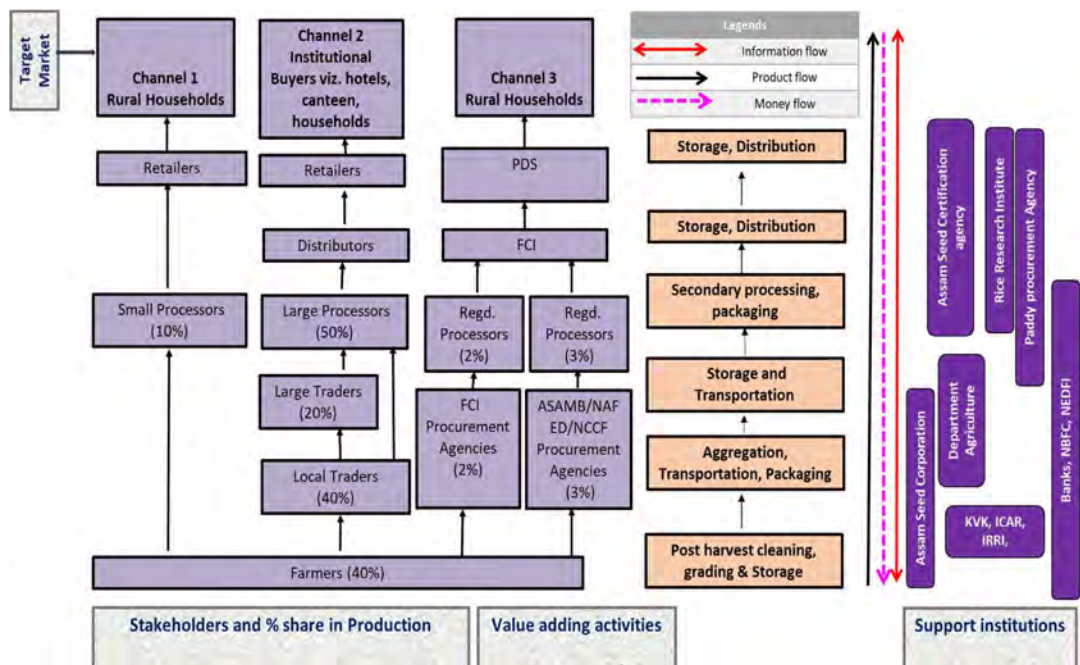 Target
Market
Channel 1
Rural Households
Channel 2
Institutional
Buyers viz. hotels,
canteen,
households
Channel 3
Rural Households
Legends
Information flow
Product flow
Money flow
Retailers
Retailers
PDS
Storage, Distribution
Distributors
FCI
Storage, Distribution
Small Processors
(10%)
Large Processors
(50%)
Regd.
Processors
(2%)
Regd.
Processors
(3%)
Secondary processing,
packaging
Large Traders
(20%)
FCI
Procurement
Agencies
(2%)
ASAMB/NAF
ED/NCCF
Procurement
Agencies
(3%)
Storage and
Transportation
Local Traders
(40%)
Aggregation,
Transportation, Packaging
Farmers (40%)
Post harvest cleaning,
grading & Storage
Assam Seed Certification
agency
Rice Research Institute
Paddy procurement Agency
Banks, NBFC, NEDFI
Department
Agriculture
Assam Seed Corporation
KVK, ICAR,
IRRI,
Stakeholders and % share in Production
Value adding activities
Support institutions